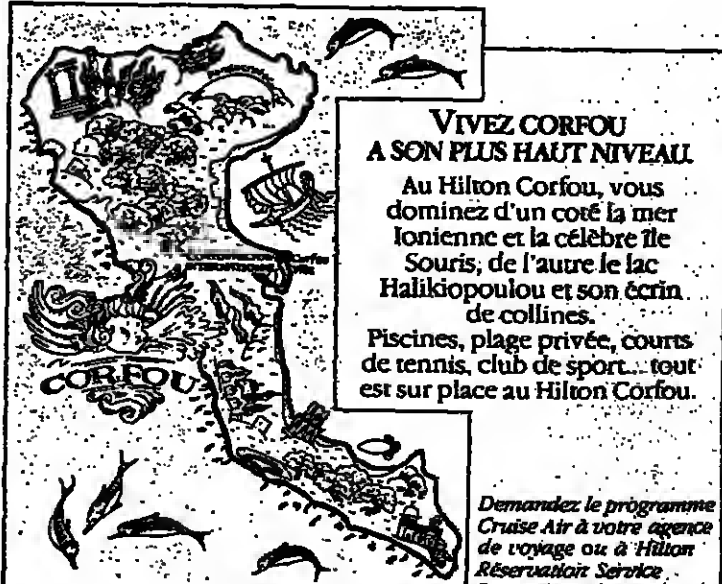 VIVEZ CORFOU
A SON PLUS HAUT NIVEAU.
Au Hilton Corfou, vous
dominez d'un coté la mer
Ionienne et la célèbre île
Souris; de l'autre le lac
Halikiopoulou et son écrin
de collines.
Piscines, plage privée, courts
de tennis, club de sport... tout
est sur place au Hilton Corfou.
Corfou
CORFOU
Demandez le programme
Cruise Air à votre agence
de voyage ou à Hilton
Réservation Service